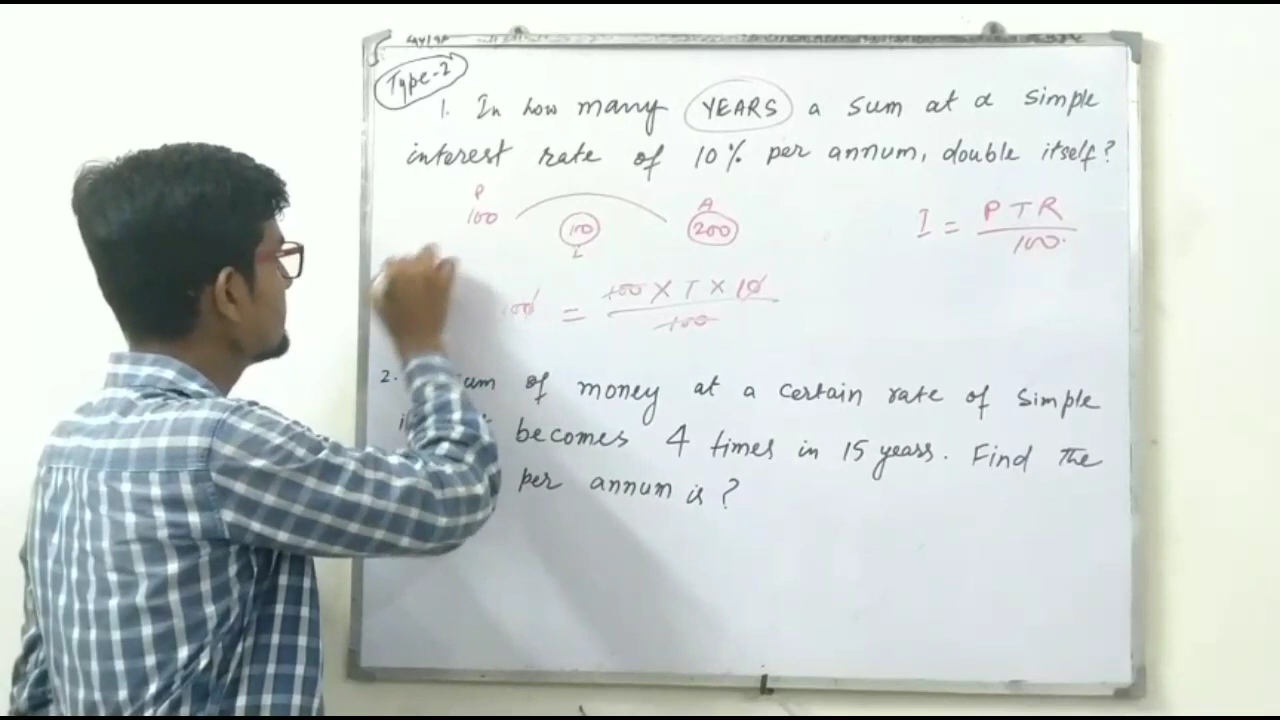 Type-2
1. In how many YEARS a sum at a simple
interest rate of 10% per annum, double itself?
P A
100 100 200
I
I = PTR / 100
100 = 100 X T X 10 / 100
2. of money at a certain rate of simple
becomes 4 times in 15 years. Find the
per annum is?